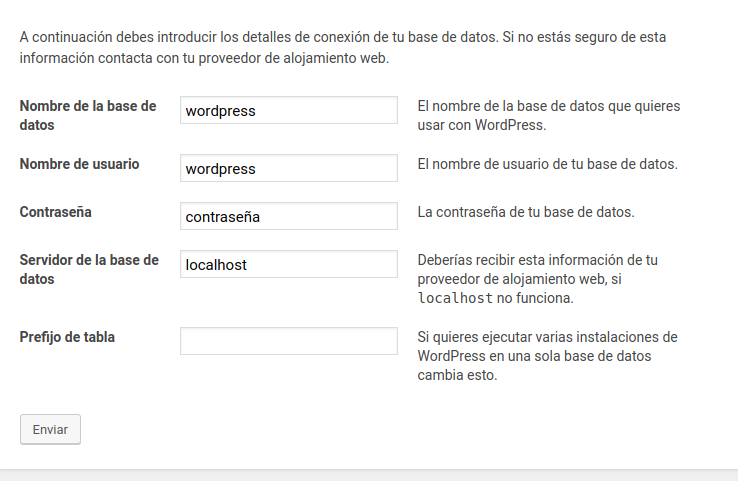 A continuación debes introducir los detalles de conexión de tu base de datos. Si no estás seguro de esta
información contacta con tu proveedor de alojamiento web.
Nombre de la base de
datos
wordpress
El nombre de la base de datos que quieres
usar con WordPress.
Nombre de usuario
wordpress
El nombre de usuario de tu base de datos.
Contraseña
contraseña
La contraseña de tu base de datos.
Servidor de la base de
datos
localhost
Deberías recibir esta información de tu
proveedor de alojamiento web, si
localhost no funciona.
Prefijo de tabla
Si quieres ejecutar varias instalaciones de
WordPress en una sola base de datos
cambia esto.
Enviar